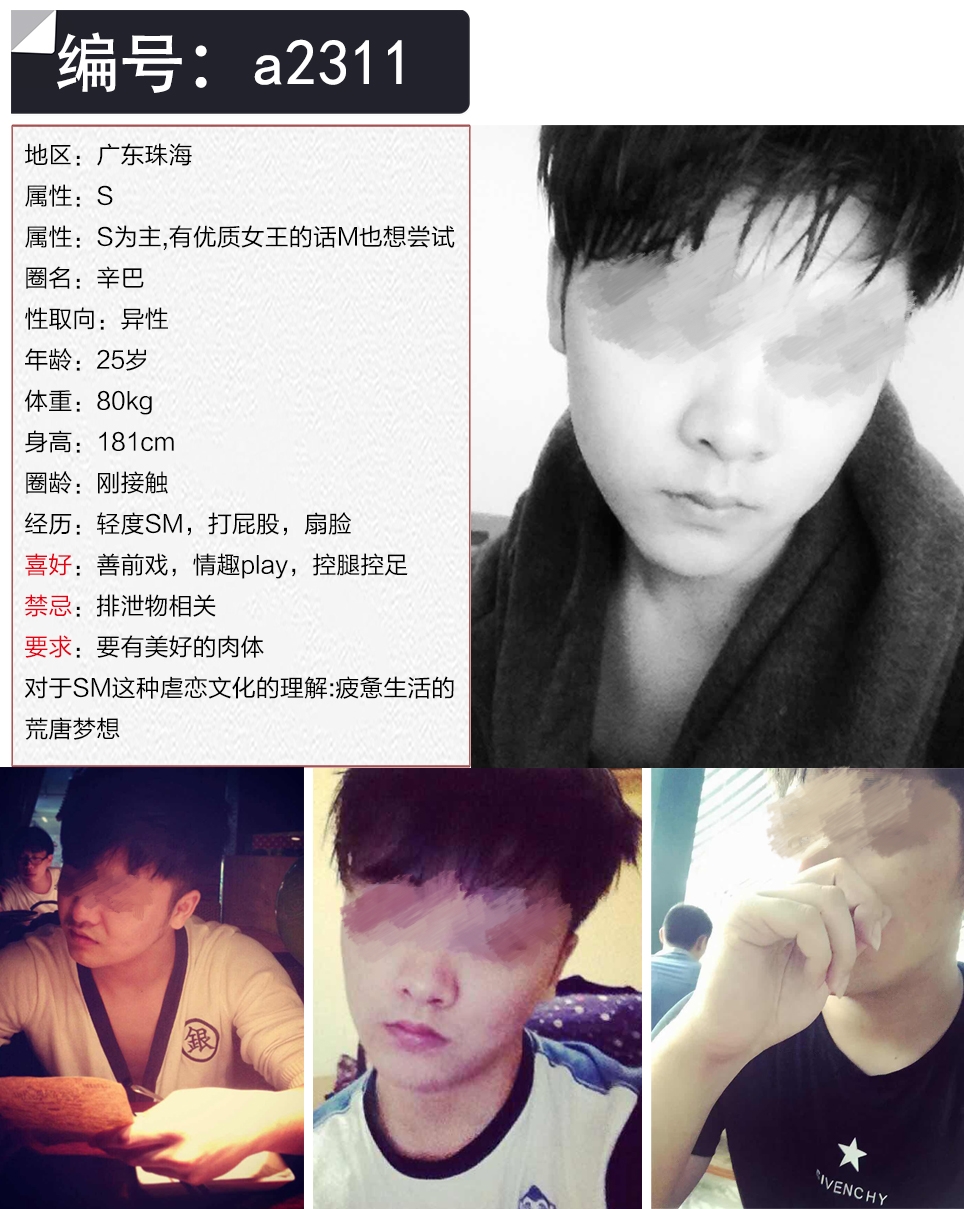 编号：a2311
地区：广东珠海
属性：S
属性：S为主,有优质女王的话M也想尝试
圈名：辛巴
性取向：异性
年龄：25岁
体重：80kg
身高：181cm
圈龄：刚接触
经历：轻度SM，打屁股，扇脸
喜好：善前戏，情趣play，控腿控足
禁忌：排泄物相关
要求：要有美好的肉体
对于SM这种虐恋文化的理解:疲惫生活的
荒唐梦想
銀
GIVENCHY